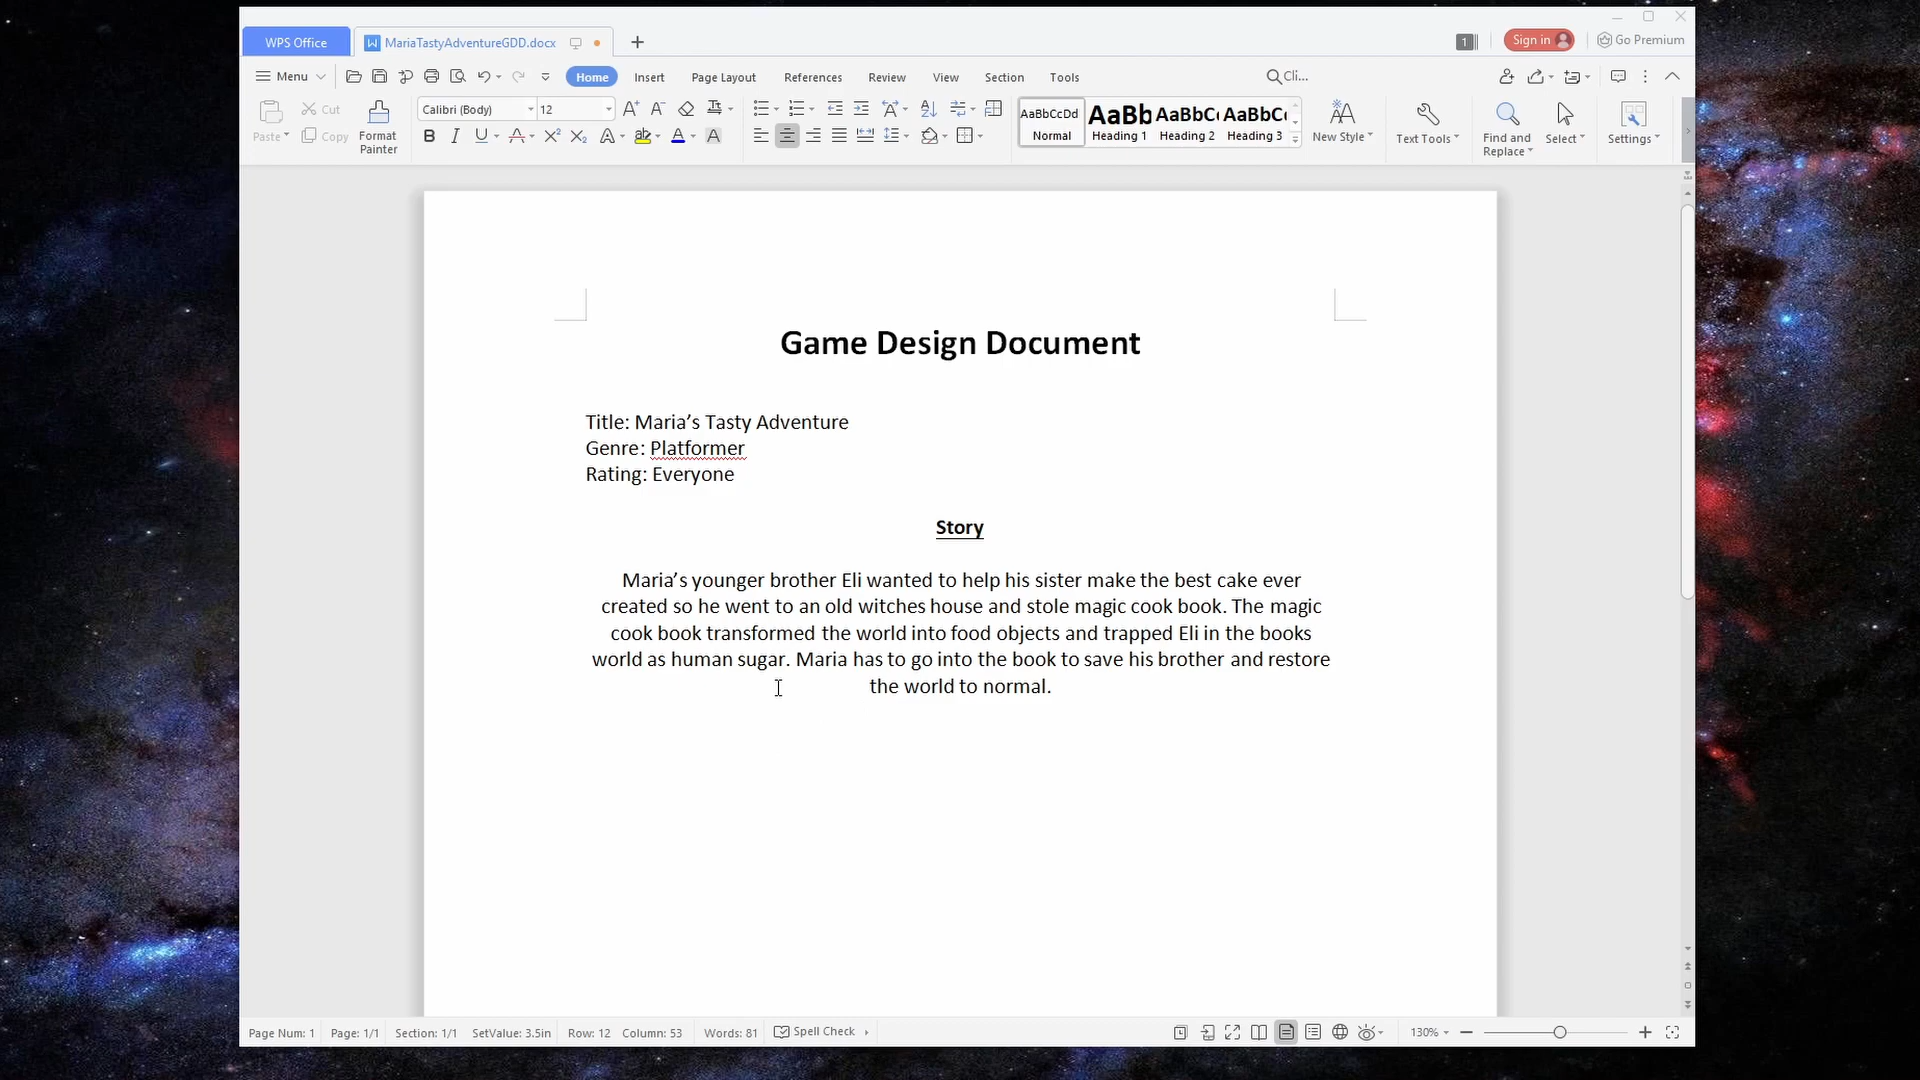 WPS Office
MariaTastyAdventureGDD.docx
1
Sign in
Go Premium
Menu
Home
Insert
Page Layout
References
Review
View
Section
Tools
Cli...
Paste
Cut
Copy
Format
Painter
Calibri (Body)
12
AaBbCcDd
Normal
AaBb
Heading 1
AaBbC
Heading 2
AaBbC
Heading 3
New Style
Text Tools
Find and
Replace
Select
Settings
Game Design Document
Title: Maria’s Tasty Adventure
Genre: Platformer
Rating: Everyone
Story
Maria’s younger brother Eli wanted to help his sister make the best cake ever
created so he went to an old witches house and stole magic cook book. The magic
cook book transformed the world into food objects and trapped Eli in the books
world as human sugar. Maria has to go into the book to save his brother and restore
the world to normal.
Page Num: 1
Page: 1/1
Section: 1/1
SetValue: 3.5in
Row: 12
Column: 53
Words: 81
Spell Check
130%